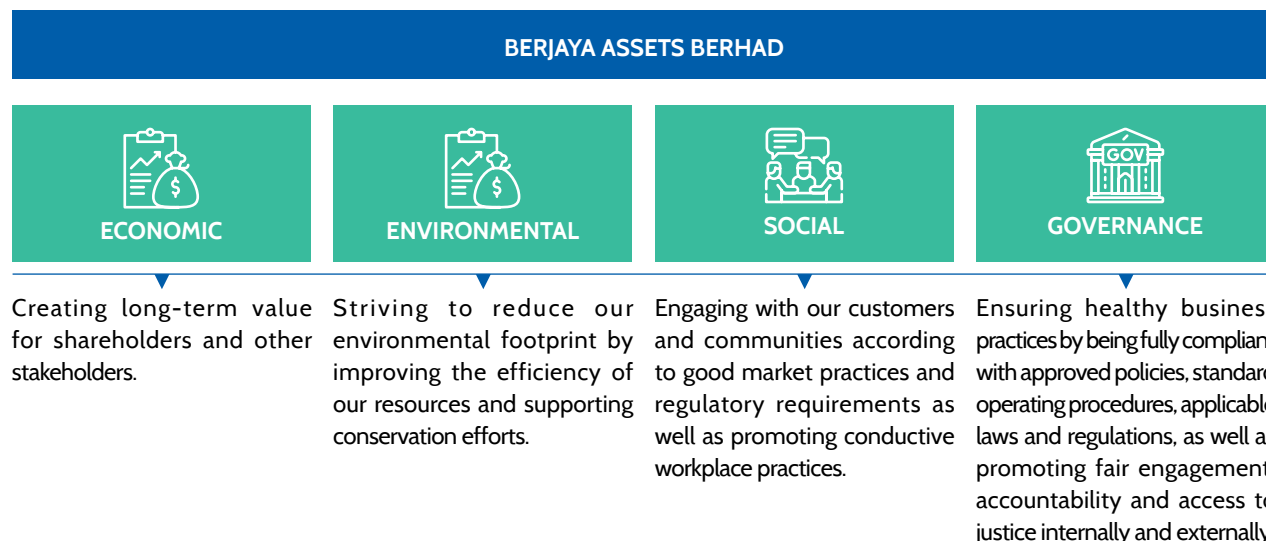 BERJAYA ASSETS BERHAD
ECONOMIC
Creating long-term value
for shareholders and other
stakeholders.
ENVIRONMENTAL
Striving to reduce our
environmental footprint by
improving the efficiency of
our resources and supporting
conservation efforts.
SOCIAL
Engaging with our customers
and communities according
to good market practices and
regulatory requirements as
well as promoting conductive
workplace practices.
GOV
GOVERNANCE
Ensuring healthy busines
practices by being fully complian
with approved policies, standard
operating procedures, applicable
laws and regulations, as well a
promoting fair engagement
accountability and access to
justice internally and externally